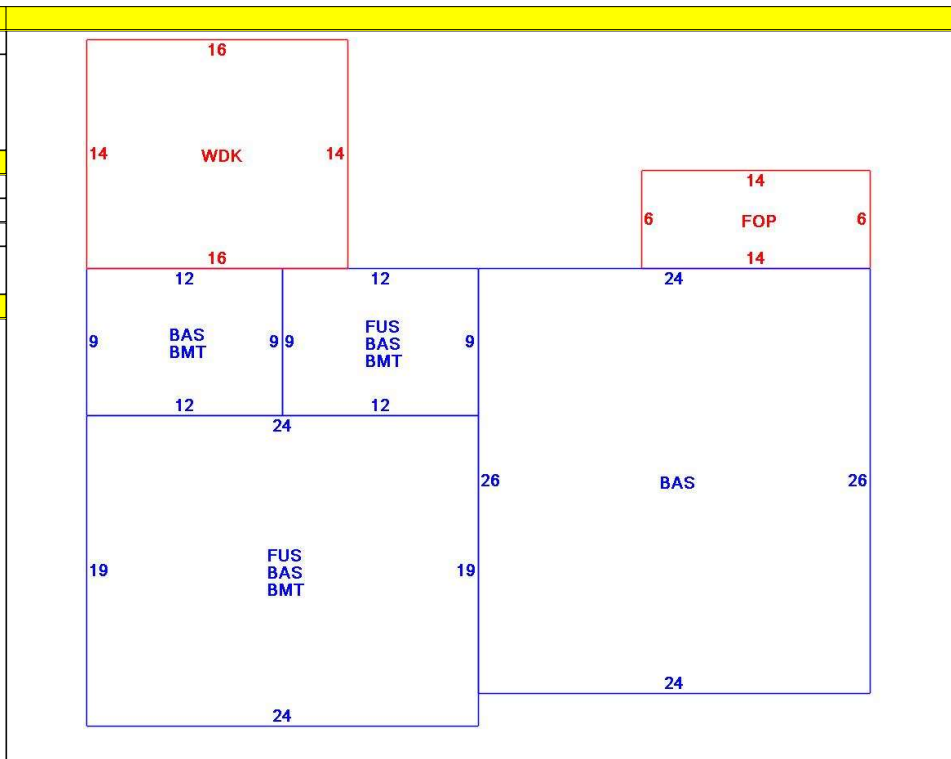 16
14 WDK 14
16
14
6 FOP 6
14
12 12 24
9 BAS BMT 9
9 FUS BAS BMT 9
12 12
24
26 BAS 26
19 FUS BAS BMT 19
24
24